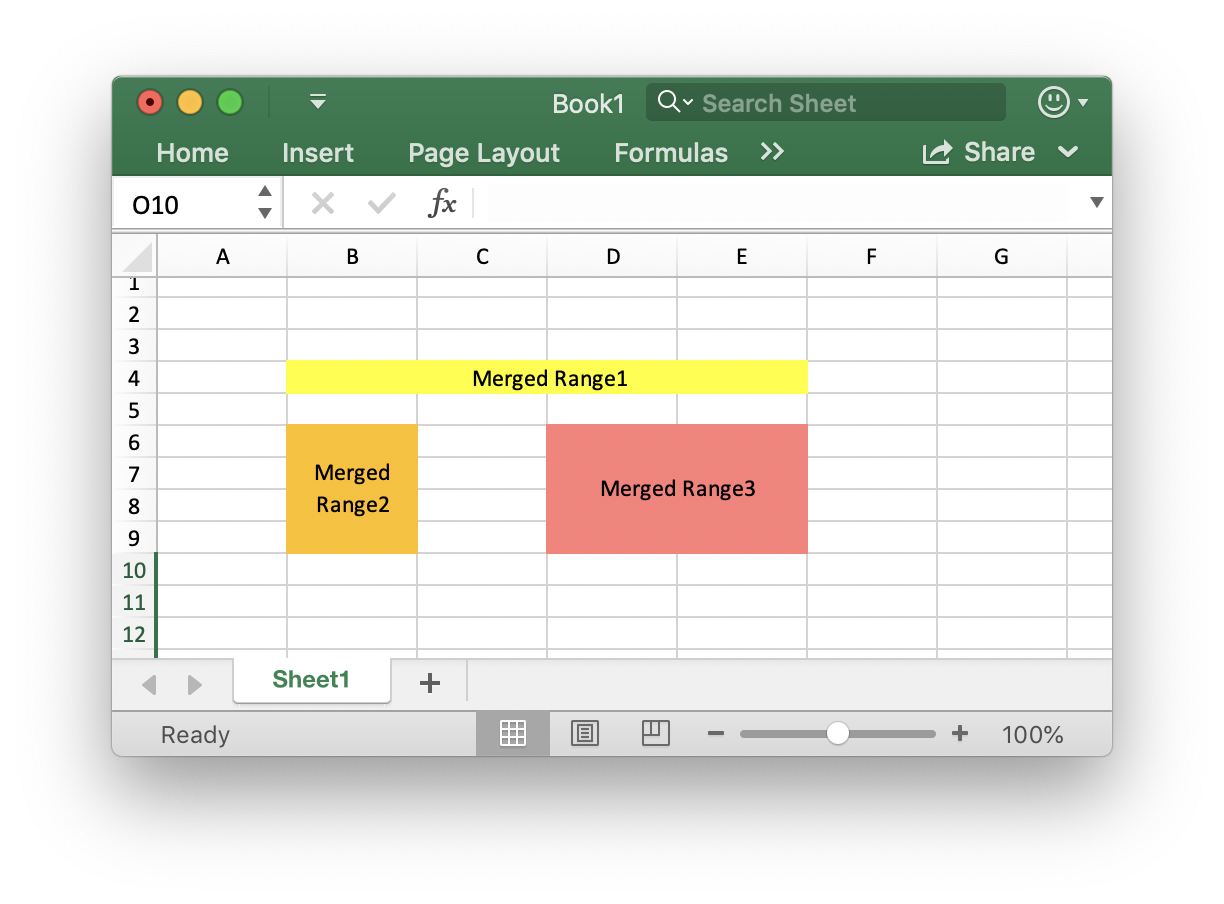 Book1 Search Sheet
Home Insert Page Layout Formulas Share
O10 fx
A B C D E F G
1
2
3
4 Merged Range1
5
6
7 Merged
8 Range2 Merged Range3
9
10
11
12
Sheet1 +
Ready 100%